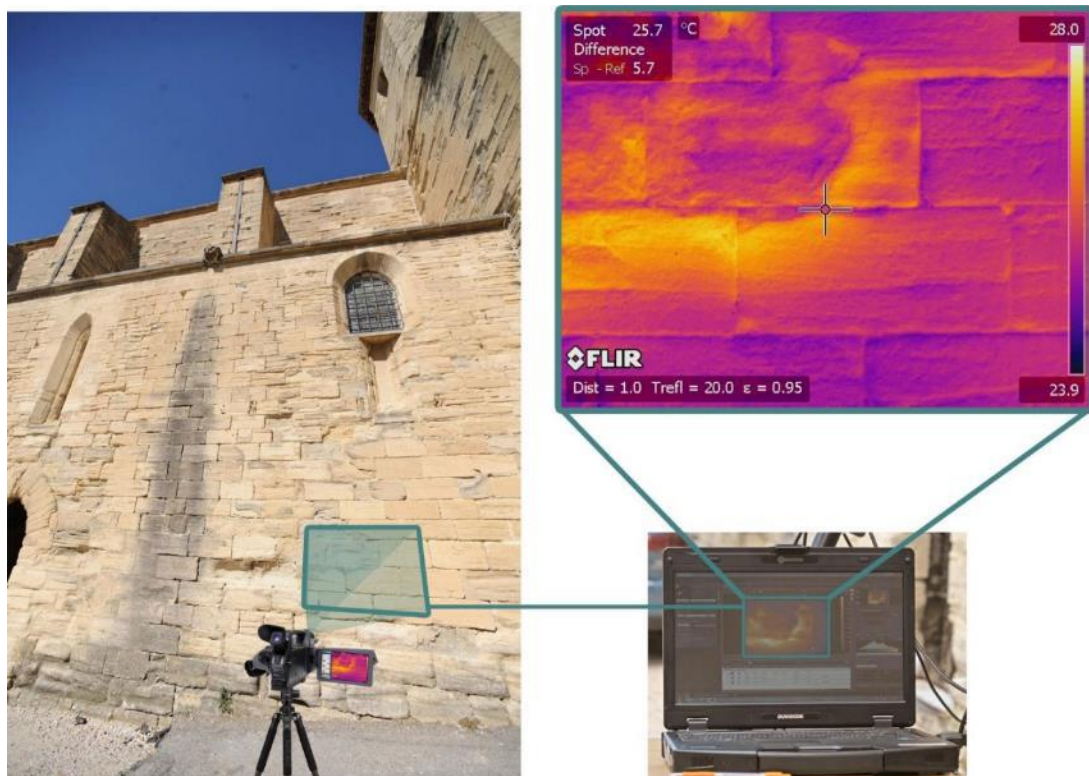 Spot 25.7 °C
Difference
Sp - Ref 5.7
28.0
FLIR
Dist = 1.0 Trefl = 20.0 ε = 0.95
23.9
DURABOOK